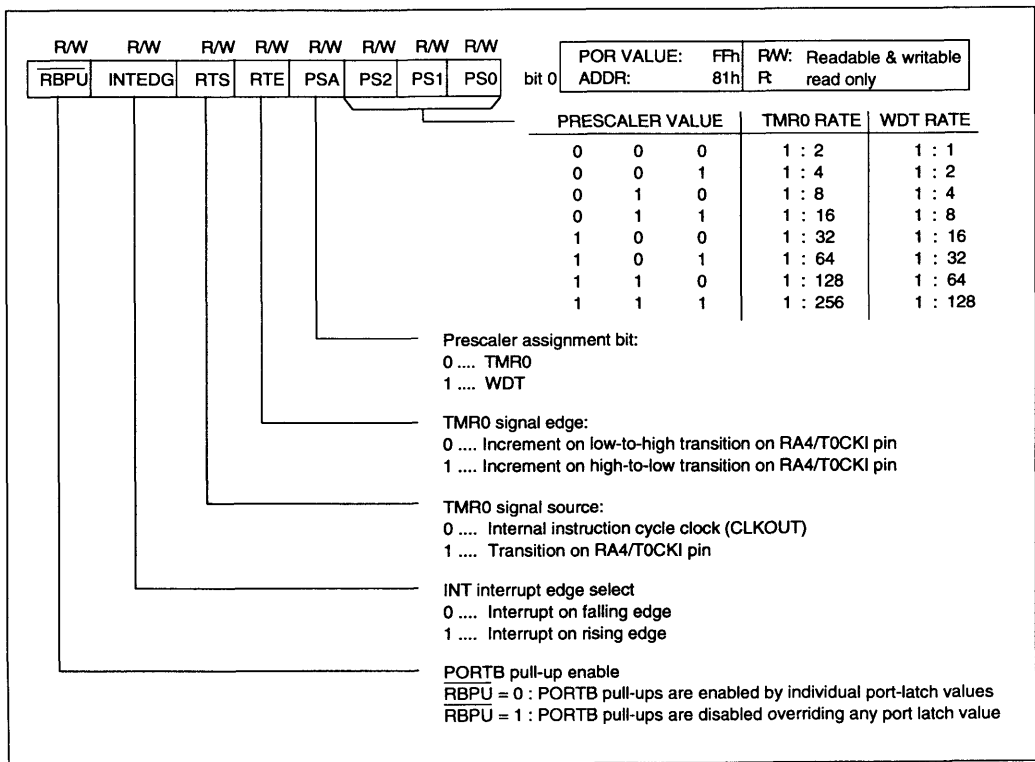 R/W R/W R/W R/W R/W R/W R/W R/W
RBPU INTEDG RTS RTE PSA PS2 PS1 PS0 bit 0
POR VALUE: FFh R/W: Readable & writable
ADDR: 81h R: read only
PRESCALER VALUE TMR0 RATE WDT RATE
0 0 0 1 : 2 1 : 1
0 0 1 1 : 4 1 : 2
0 1 0 1 : 8 1 : 4
0 1 1 1 : 16 1 : 8
1 0 0 1 : 32 1 : 16
1 0 1 1 : 64 1 : 32
1 1 0 1 : 128 1 : 64
1 1 1 1 : 256 1 : 128
Prescaler assignment bit:
0 .... TMR0
1 .... WDT
TMR0 signal edge:
0 .... Increment on low-to-high transition on RA4/T0CKI pin
1 .... Increment on high-to-low transition on RA4/T0CKI pin
TMR0 signal source:
0 .... Internal instruction cycle clock (CLKOUT)
1 .... Transition on RA4/T0CKI pin
INT interrupt edge select
0 .... Interrupt on falling edge
1 .... Interrupt on rising edge
PORTB pull-up enable
RBPU = 0 : PORTB pull-ups are enabled by individual port-latch values
RBPU = 1 : PORTB pull-ups are disabled overriding any port latch value